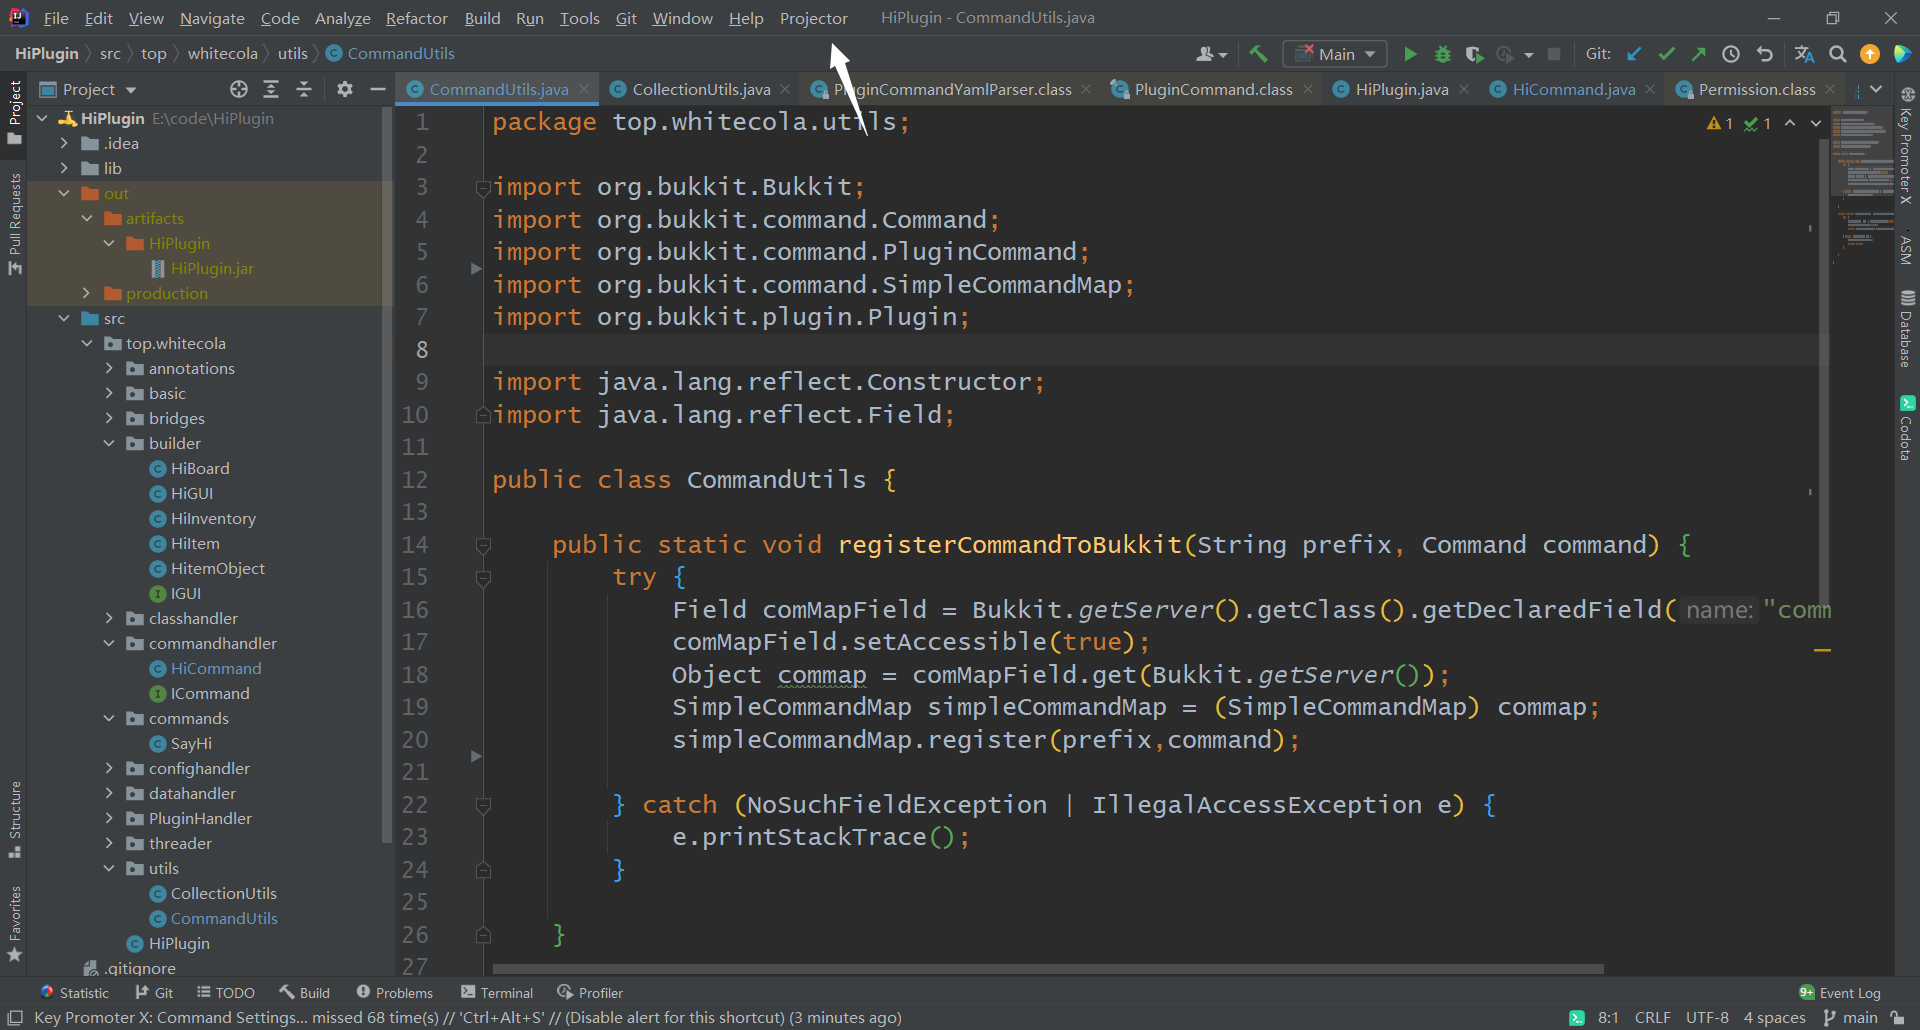 File Edit View Navigate Code Analyze Refactor Build Run Tools Git Window Help Projector HiPlugin - CommandUtils.java
HiPlugin src top whitecola utils CommandUtils Main Git:
Project
CommandUtils.java CollectionUtils.java PluginCommandYamlParser.class PluginCommand.class HiPlugin.java HiCommand.java Permission.class
HiPlugin E:\code\HiPlugin
.idea
lib
out
artifacts
HiPlugin
HiPlugin.jar
production
src
top.whitecola
annotations
basic
bridges
builder
HiBoard
HiGUI
HiInventory
HiItem
HitemObject
IGUI
classhandler
commandhandler
HiCommand
ICommand
commands
SayHi
confighandler
datahandler
PluginHandler
threader
utils
CollectionUtils
CommandUtils
HiPlugin
.gitignore
1 package top.whitecola.utils;
2
3 import org.bukkit.Bukkit;
4 import org.bukkit.command.Command;
5 import org.bukkit.command.PluginCommand;
6 import org.bukkit.command.SimpleCommandMap;
7 import org.bukkit.plugin.Plugin;
8
9 import java.lang.reflect.Constructor;
10 import java.lang.reflect.Field;
11
12 public class CommandUtils {
13
14 public static void registerCommandToBukkit(String prefix, Command command) {
15 try {
16 Field comMapField = Bukkit.getServer().getClass().getDeclaredField( name: "comm
17 comMapField.setAccessible(true);
18 Object commap = comMapField.get(Bukkit.getServer());
19 SimpleCommandMap simpleCommandMap = (SimpleCommandMap) commap;
20 simpleCommandMap.register(prefix,command);
21
22 } catch (NoSuchFieldException | IllegalAccessException e) {
23 e.printStackTrace();
24 }
25
26 }
27
1 1
Project
Pull Requests
Structure
Favorites
Key Promoter X
ASM
Database
Codota
Statistic Git TODO Build Problems Terminal Profiler 9+ Event Log
Key Promoter X: Command Settings... missed 68 time(s) // 'Ctrl+Alt+S' // (Disable alert for this shortcut) (3 minutes ago) 8:1 CRLF UTF-8 4 spaces main